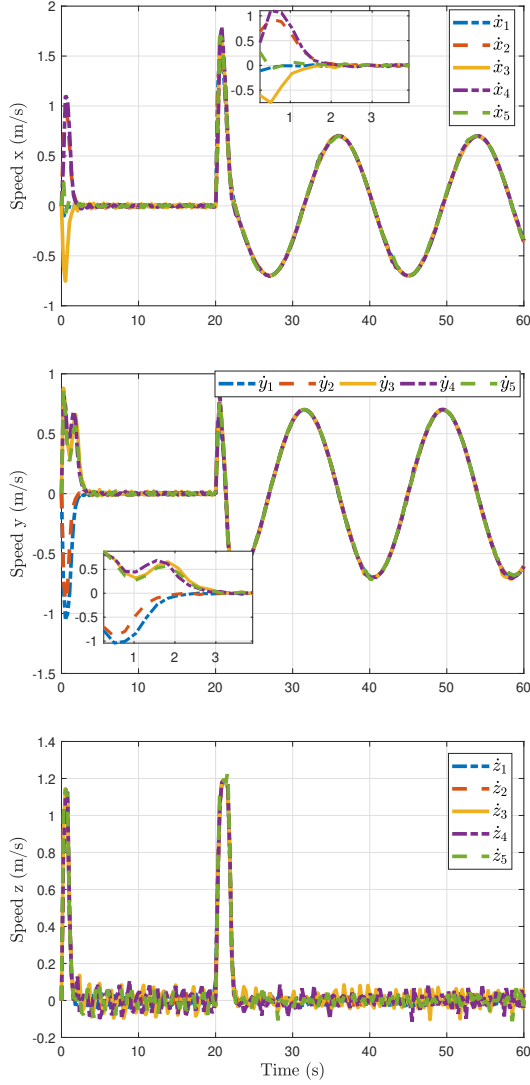 2
1.5
1
0.5
0
-0.5
-1
Speed x (m/s)
0.5
0
-0.5
1 2 3
ẋ1
ẋ2
ẋ3
ẋ4
ẋ5
0 10 20 30 40 50 60
1
0.5
0
-0.5
-1
-1.5
Speed y (m/s)
ẏ1 ẏ2 ẏ3 ẏ4 ẏ5
0.5
0
-0.5
-1
1 2 3
0 10 20 30 40 50 60
1.4
1.2
1
0.8
0.6
0.4
0.2
0
-0.2
Speed z (m/s)
ż1
ż2
ż3
ż4
ż5
0 10 20 30 40 50 60
Time (s)